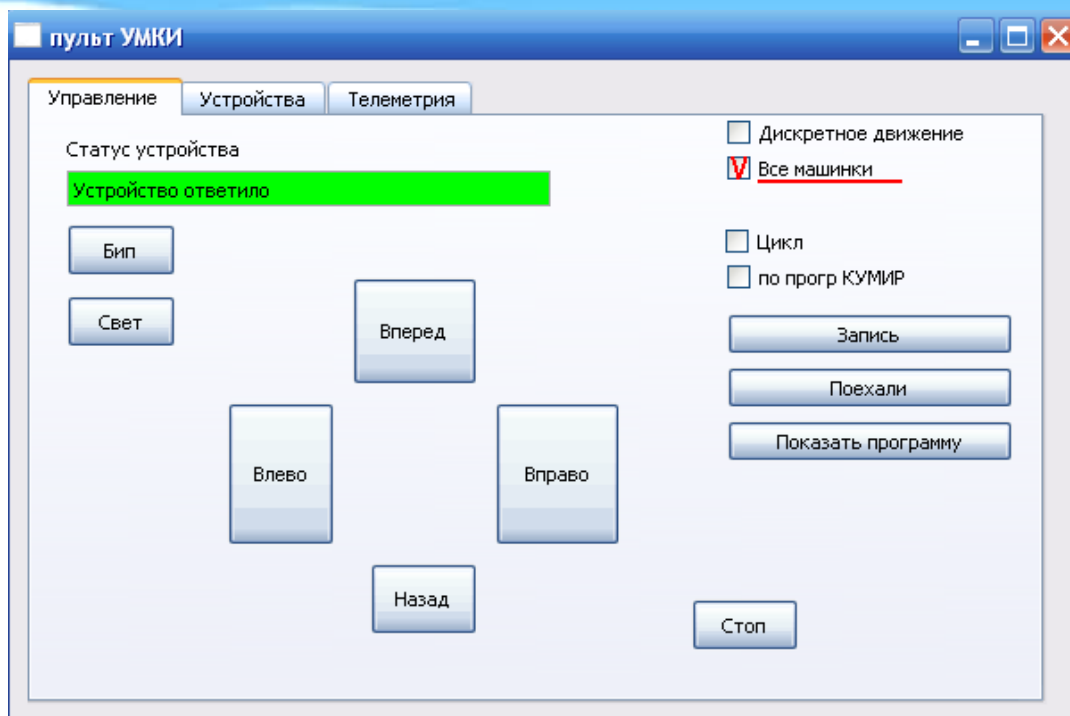 пульт УМКИ
Управление Устройства Телеметрия
Статус устройства
Устройство ответило
Бип
Свет
Вперед
Влево
Вправо
Назад
Стоп
Дискретное движение
Все машинки
Цикл
по прогр КУМИР
Запись
Поехали
Показать программу